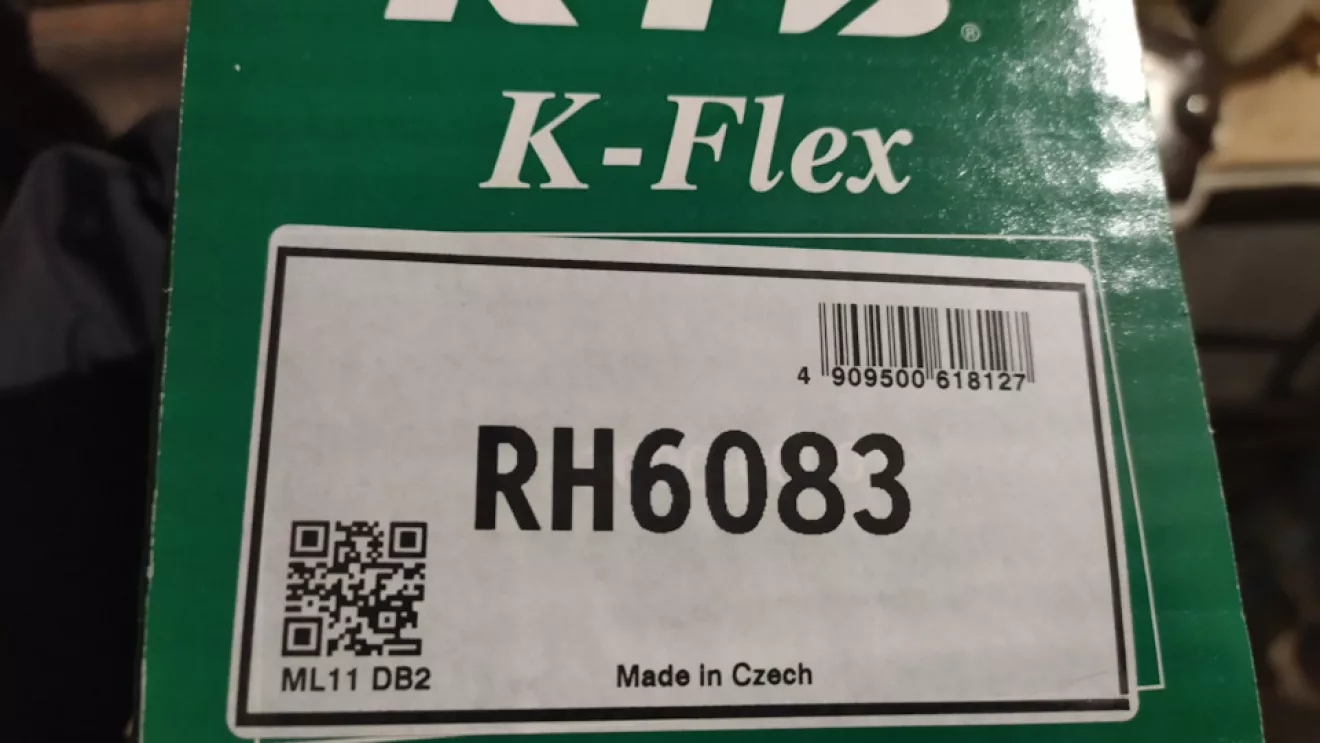 K-Flex
4 909500 618127
RH6083
ML11 DB2
Made in Czech